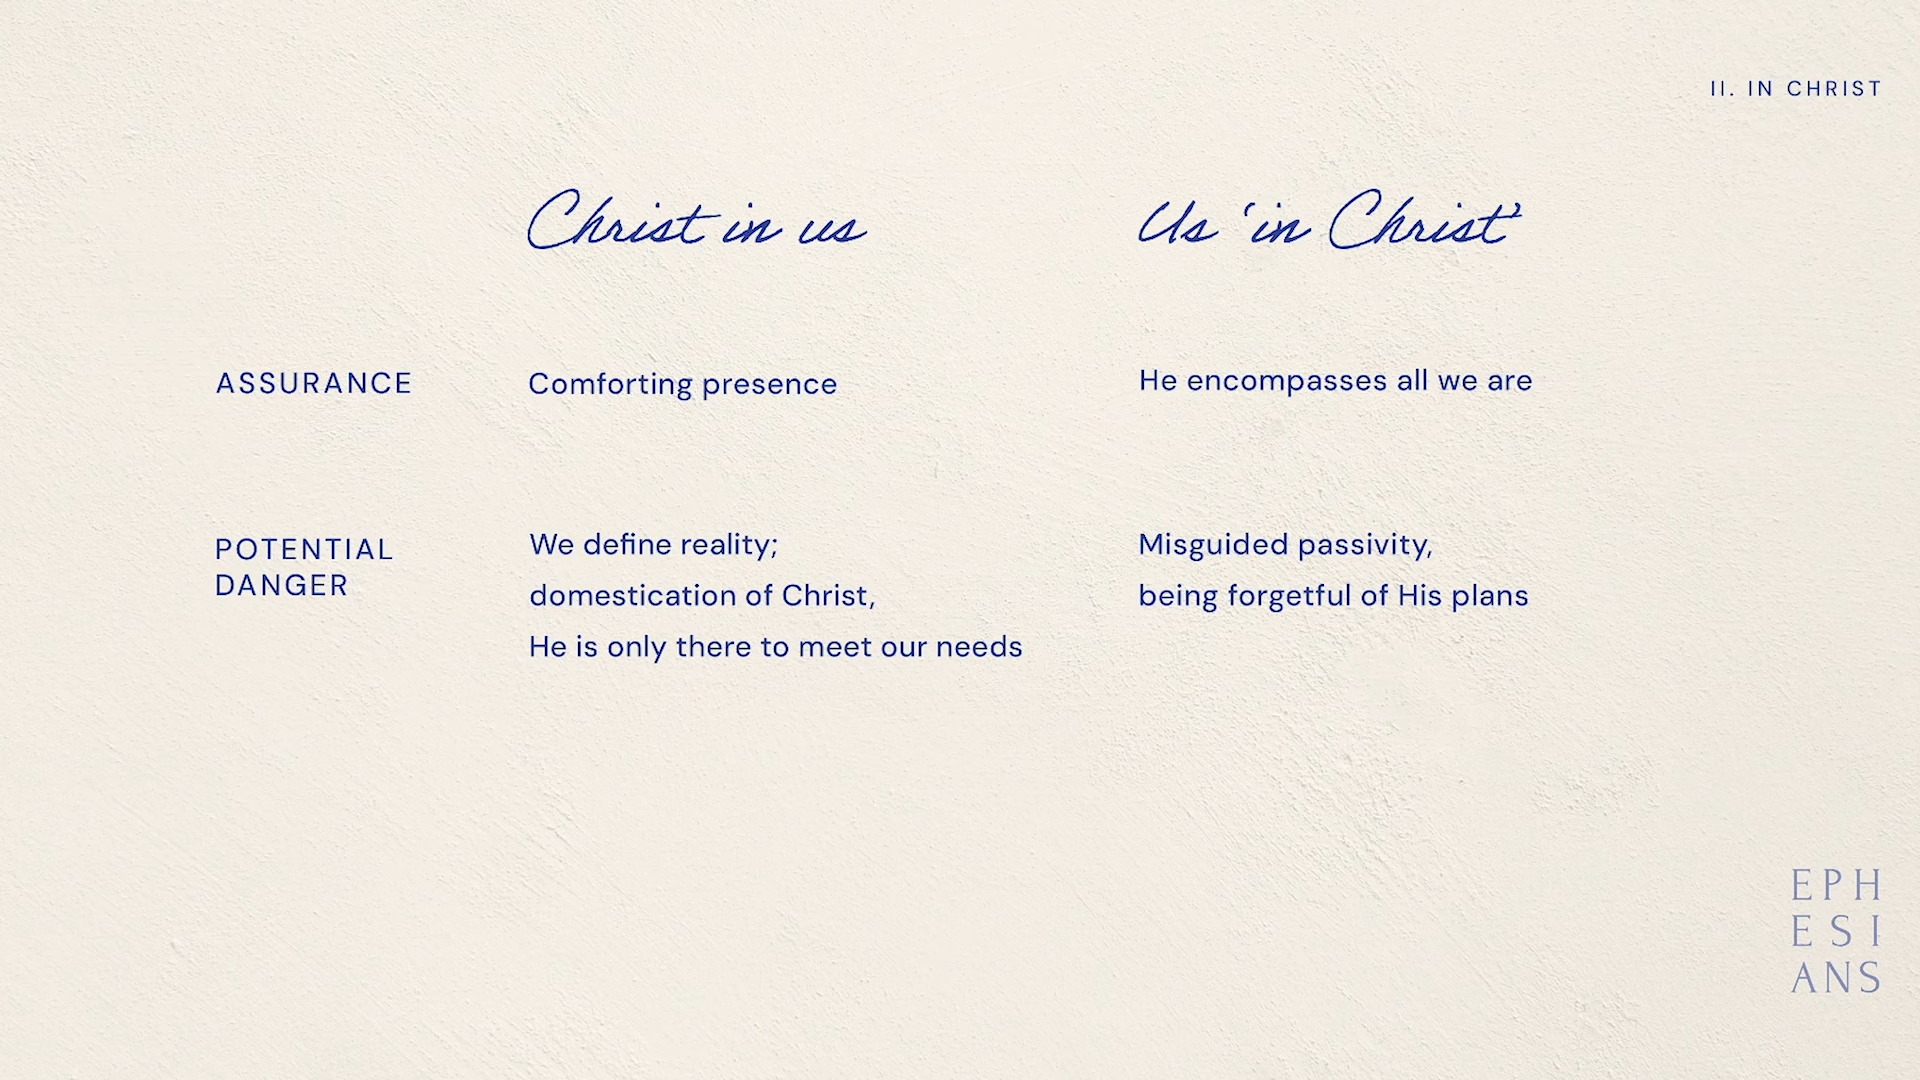 II. IN CHRIST
Christ in us
Us ‘in Christ’
ASSURANCE
Comforting presence
He encompasses all we are
POTENTIAL
DANGER
We define reality;
domestication of Christ,
He is only there to meet our needs
Misguided passivity,
being forgetful of His plans
EPH
ESI
ANS